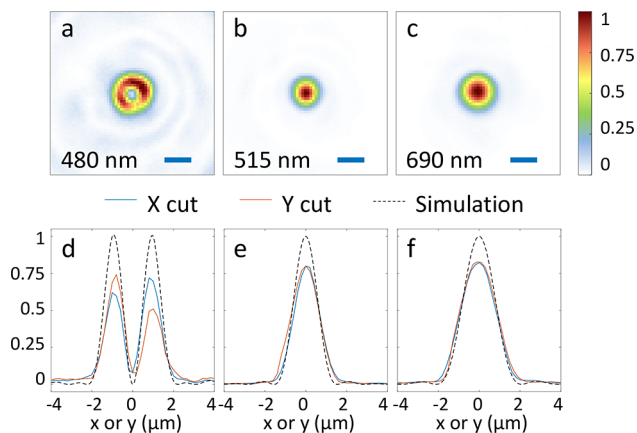 a
480 nm
b
515 nm
c
690 nm
1
0.75
0.5
0.25
0
X cut
Y cut
Simulation
d
1
0.75
0.5
0.25
0
-4 -2 0 2 4
x or y (µm)
e
-4 -2 0 2 4
x or y (µm)
f
-4 -2 0 2 4
x or y (µm)